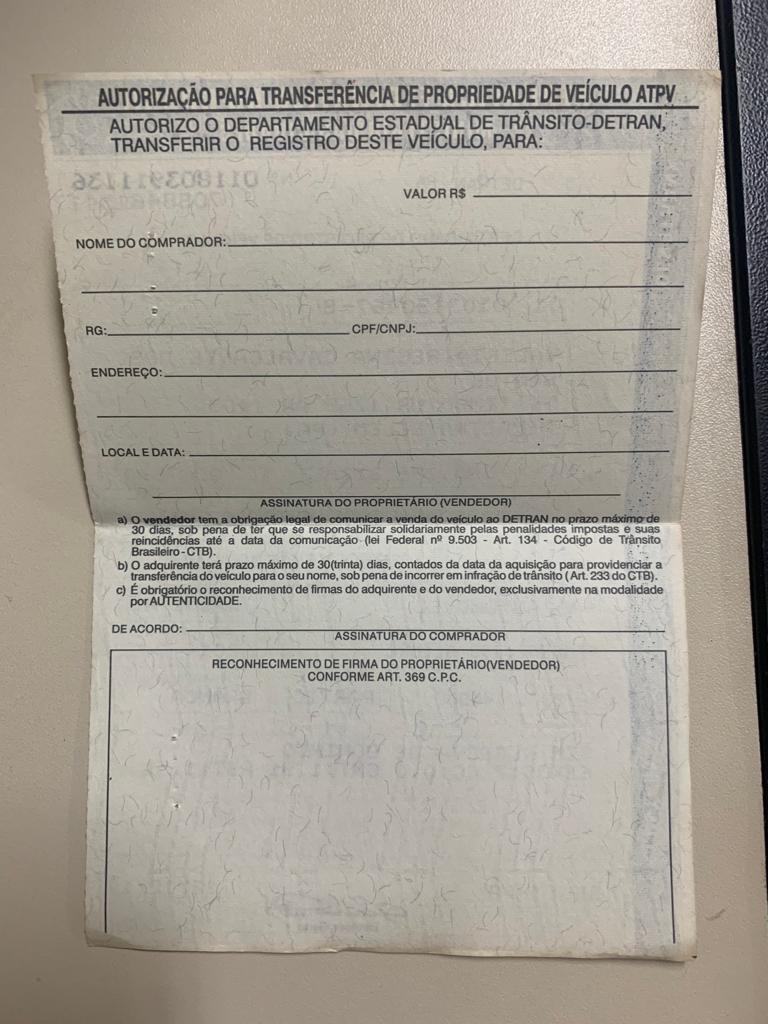 AUTORIZAÇÃO PARA TRANSFERÊNCIA DE PROPRIEDADE DE VEÍCULO ATPV
AUTORIZO O DEPARTAMENTO ESTADUAL DE TRÂNSITO-DETRAN,
TRANSFERIR O REGISTRO DESTE VEÍCULO, PARA:
011803911136
VALOR R$
NOME DO COMPRADOR:
RG: CPF/CNPJ:
ENDEREÇO:
LOCAL E DATA:
ASSINATURA DO PROPRIETÁRIO (VENDEDOR)
a) O vendedor tem a obrigação legal de comunicar a venda do veículo ao DETRAN no prazo máximo de
30 dias, sob pena de ter que se responsabilizar solidariamente pelas penalidades impostas e suas
reincidências até a data da comunicação (lei Federal nº 9.503 - Art. 134 - Código de Trânsito
Brasileiro - CTB).
b) O adquirente terá prazo máximo de 30(trinta) dias, contados da data da aquisição para providenciar a
transferência do veículo para o seu nome, sob pena de incorrer em infração de trânsito ( Art. 233 do CTB).
c) É obrigatório o reconhecimento de firmas do adquirente e do vendedor, exclusivamente na modalidade
por AUTENTICIDADE.
DE ACORDO:
ASSINATURA DO COMPRADOR
RECONHECIMENTO DE FIRMA DO PROPRIETÁRIO(VENDEDOR)
CONFORME ART. 369 C.P.C.